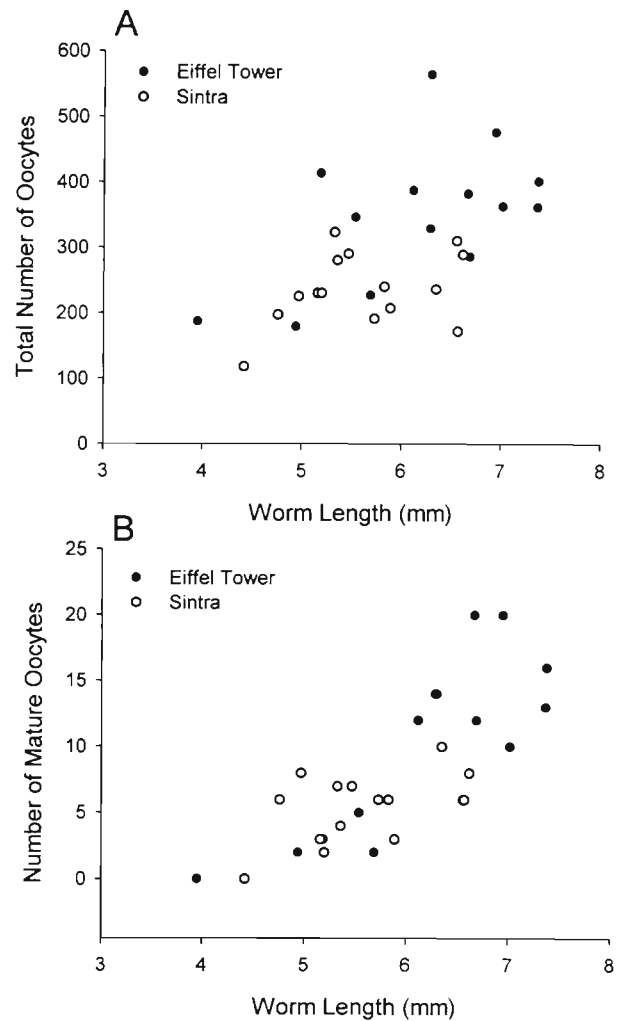 A
600
500
400
300
200
100
0
Total Number of Oocytes
Eiffel Tower
Sintra
3 4 5 6 7 8
Worm Length (mm)
B
25
20
15
10
5
0
Number of Mature Oocytes
Eiffel Tower
Sintra
3 4 5 6 7 8
Worm Length (mm)